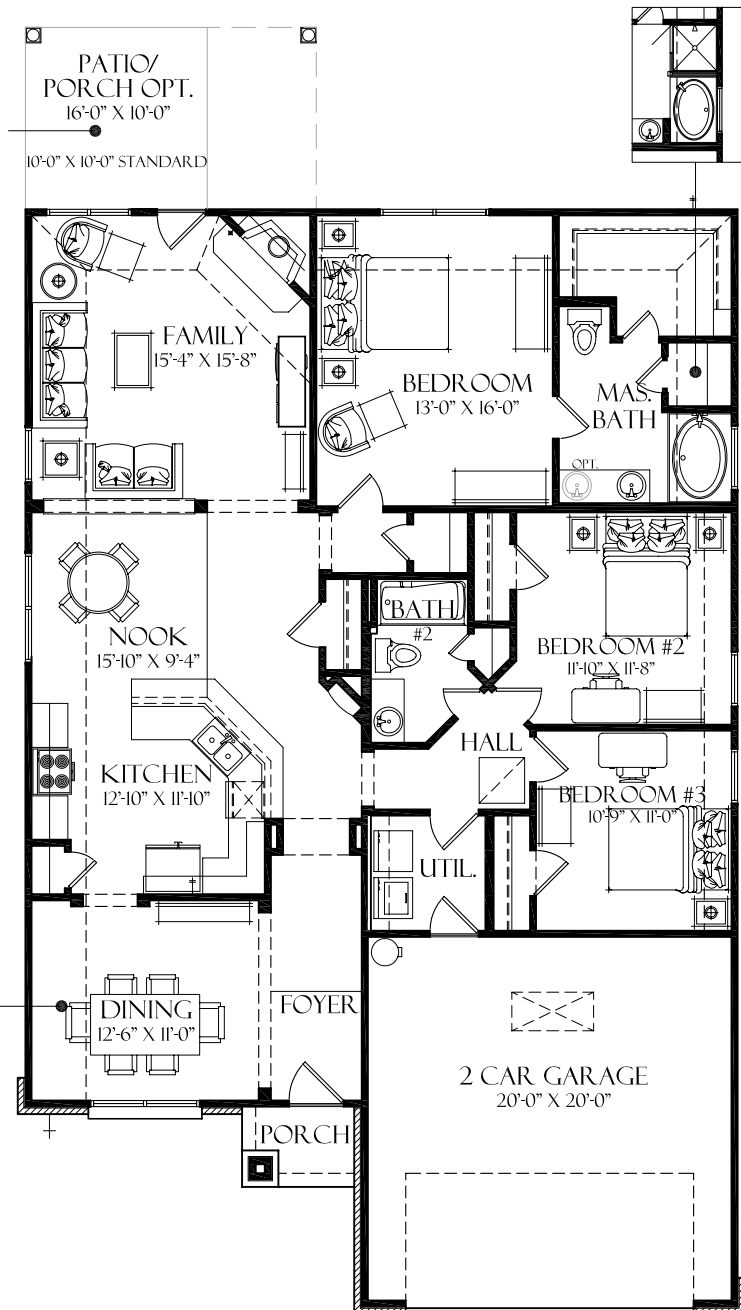 PATIO/
PORCH OPT.
16'-0" X 10'-0"
10'-0" X 10'-0" STANDARD
FAMILY
15'-4" X 15'-8"
BEDROOM
13'-0" X 16'-0"
MAS.
BATH
OPT.
BATH
#2
NOOK
15'-10" X 9'-4"
BEDROOM #2
11'-10" X 11'-8"
HALL
KITCHEN
12'-10" X 11'-10"
BEDROOM #3
10'-9" X 11'-0"
UTIL.
DINING
12'-6" X 11'-0"
FOYER
2 CAR GARAGE
20'-0" X 20'-0"
PORCH